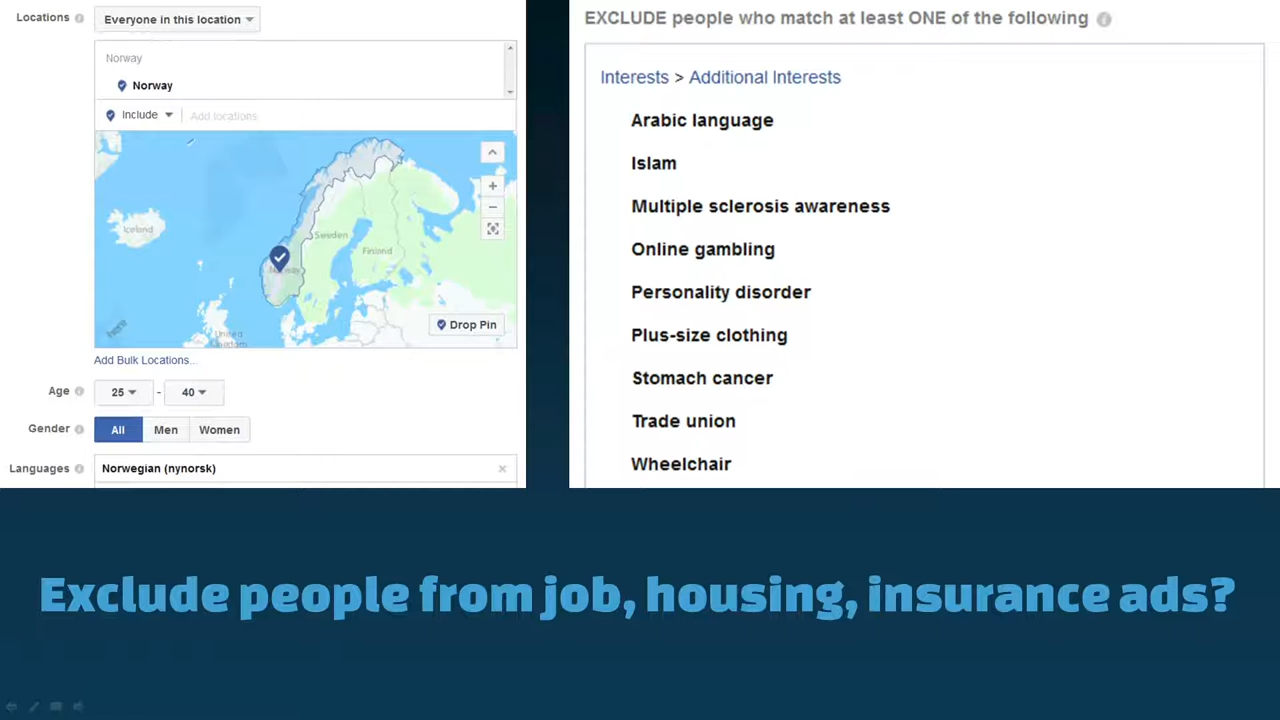 Locations
Everyone in this location
Norway
Norway
Include
Add locations
Iceland
Sweden
Finland
Norway
United
Kingdom
here
Drop Pin
Add Bulk Locations...
Age
25 - 40
Gender
All Men Women
Languages
Norwegian (nynorsk)
EXCLUDE people who match at least ONE of the following
Interests > Additional Interests
Arabic language
Islam
Multiple sclerosis awareness
Online gambling
Personality disorder
Plus-size clothing
Stomach cancer
Trade union
Wheelchair
Exclude people from job, housing, insurance ads?